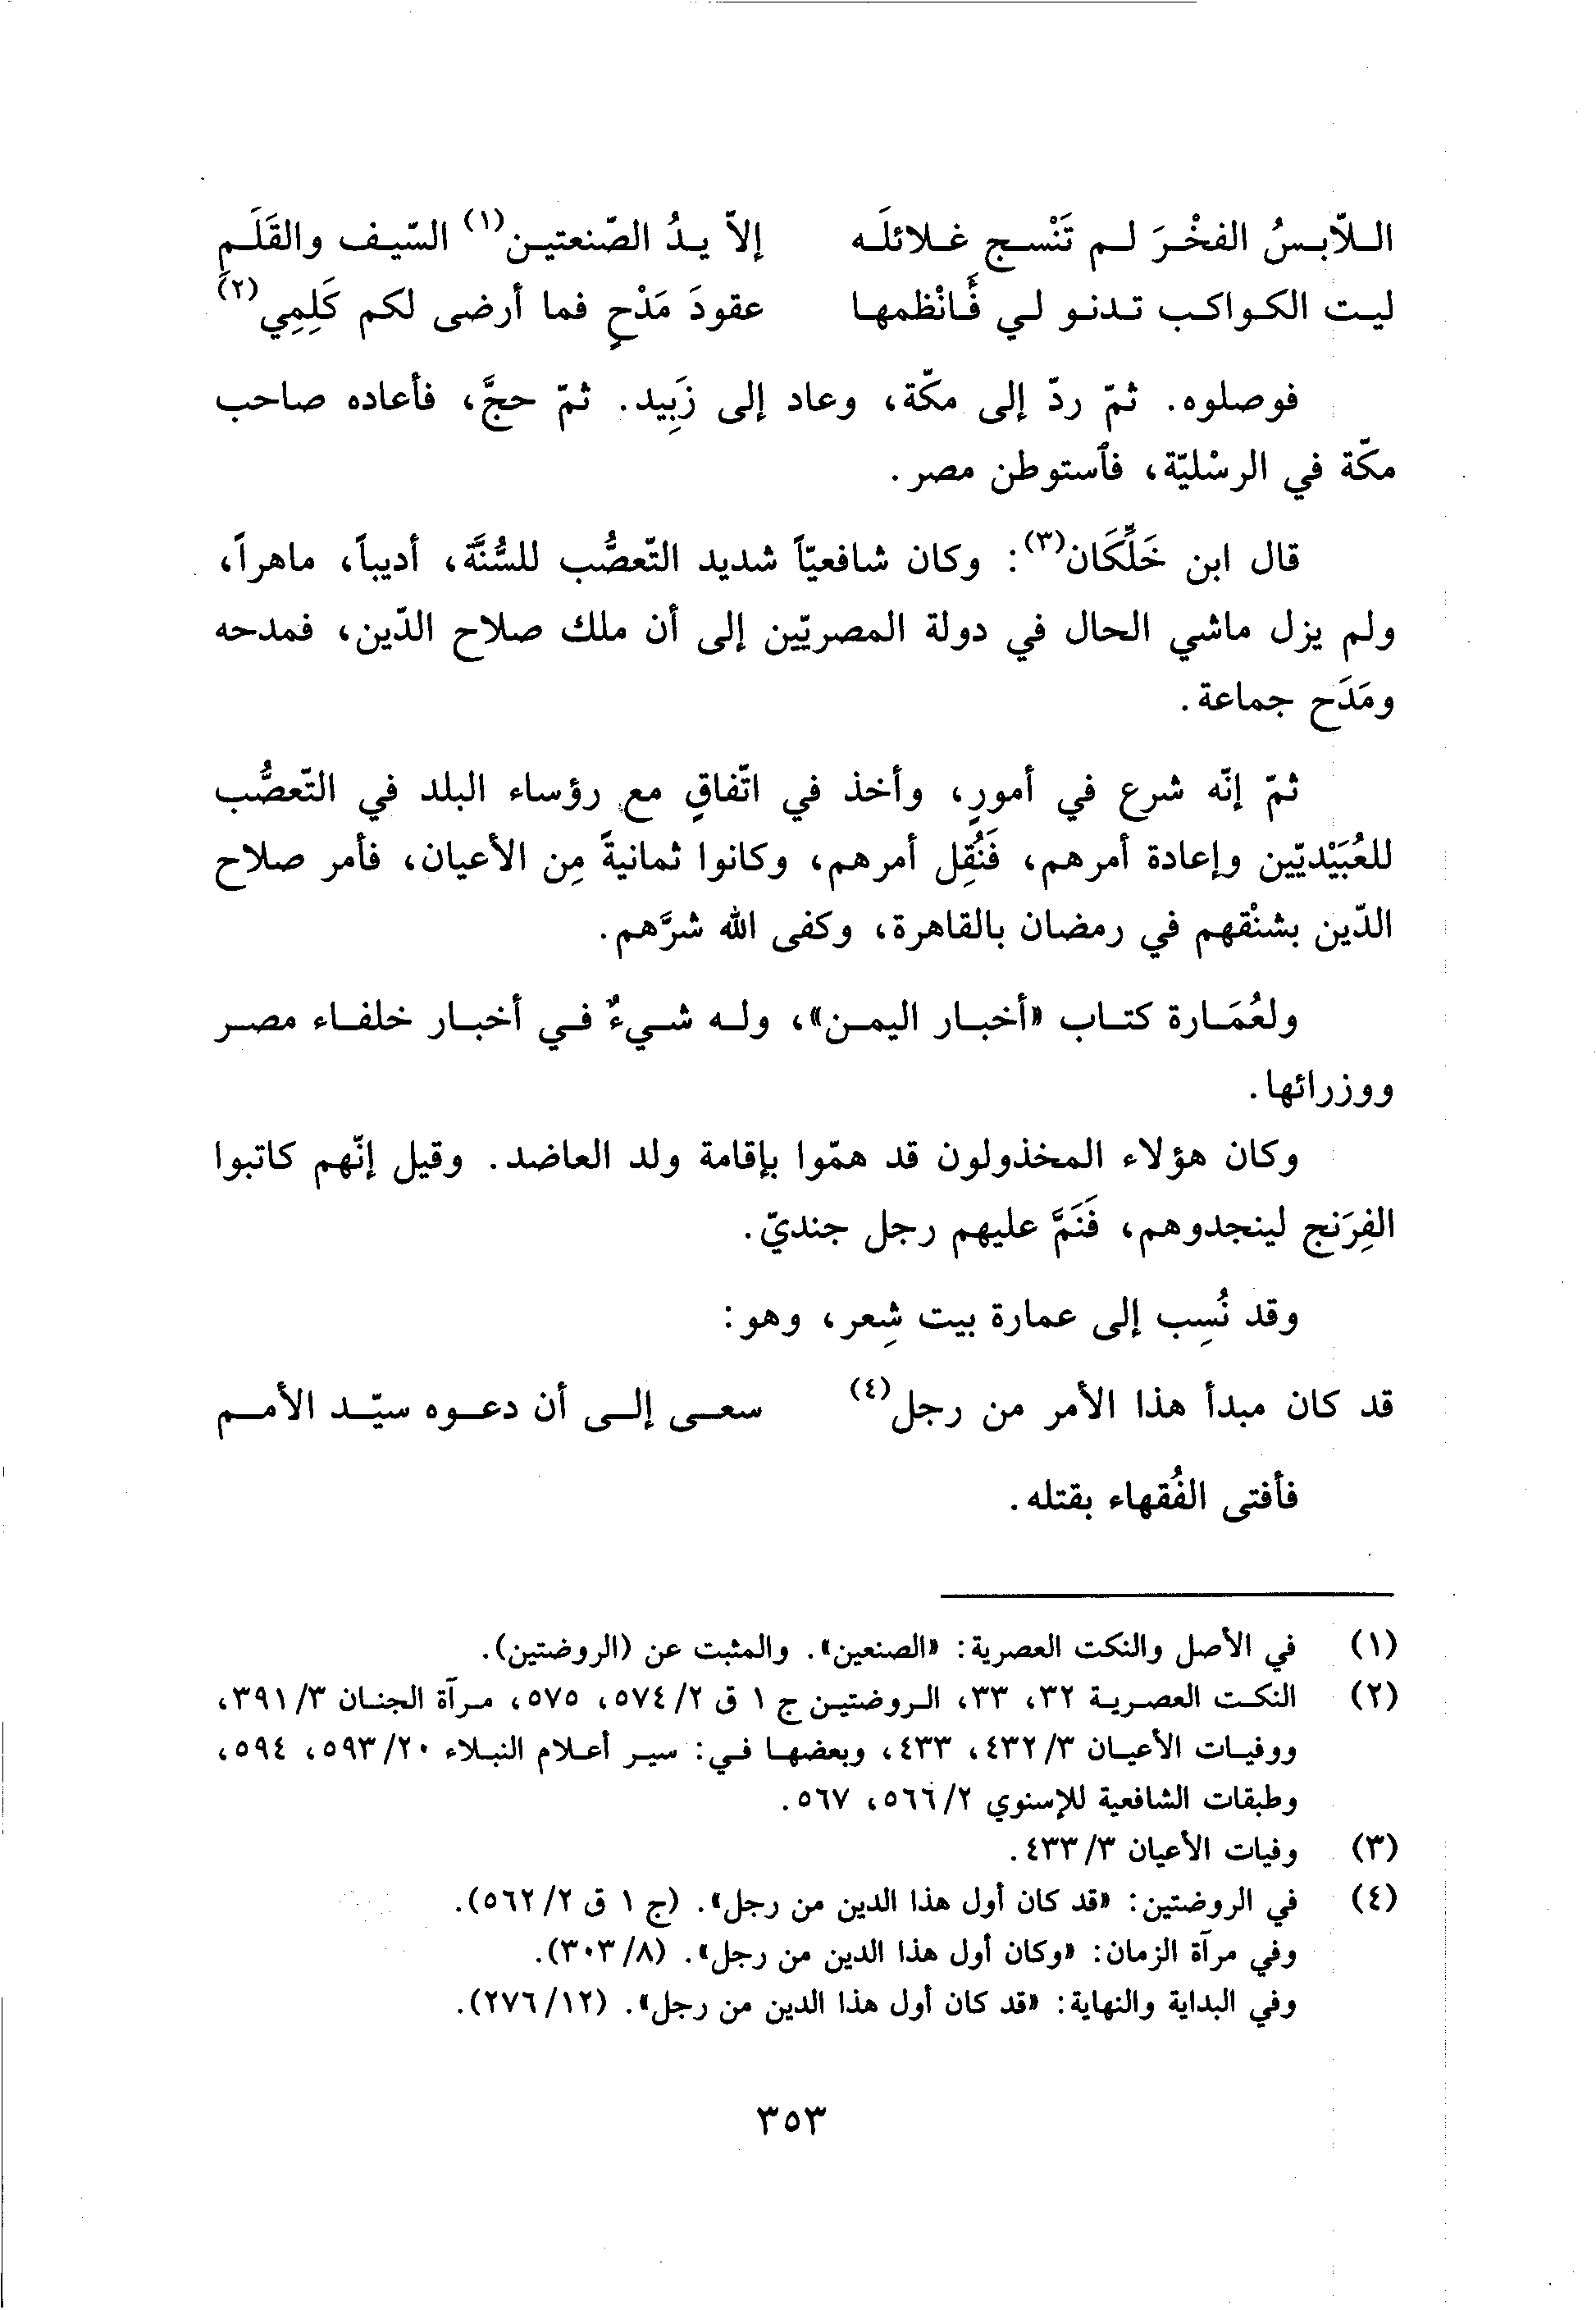 اللاّبسُ الفخْرَ لم تَنْسج غلائلَه إلاّ يدُ الصّنعتين(١) السّيف والقَلَمِ
ليت الكواكب تدنو لي فَأَنْظمها عقودَ مَدْحٍ فما أرضى لكم كَلِمِي(٢)
فوصلوه. ثمّ ردّ إلى مكّة، وعاد إلى زَبِيد. ثمّ حجَّ، فأعاده صاحب
مكّة في الرسْليّة، فٱستوطن مصر.
قال ابن خَلِّكَان(٣): وكان شافعيّاً شديد التّعصُّب للسُّنَّة، أديباً، ماهراً،
ولم يزل ماشي الحال في دولة المصريّين إلى أن ملك صلاح الدّين، فمدحه
ومَدَح جماعة.
ثمّ إنّه شرع في أمورٍ، وأخذ في اتّفاقٍ مع رؤساء البلد في التّعصُّب
للعُبَيْديّين وإعادة أمرهم، فَنُقِل أمرهم، وكانوا ثمانيةً مِن الأعيان، فأمر صلاح
الدّين بشنْقهم في رمضان بالقاهرة، وكفى الله شرَّهم.
ولعُمَارة كتاب «أخبار اليمن»، وله شيءٌ في أخبار خلفاء مصر
ووزرائها.
وكان هؤلاء المخذولون قد همّوا بإقامة ولد العاضد. وقيل إنّهم كاتبوا
الفِرَنج لينجدوهم، فَنَمَّ عليهم رجل جنديّ.
وقد نُسِب إلى عمارة بيت شِعر، وهو:
قد كان مبدأ هذا الأمر من رجل(٤) سعى إلى أن دعوه سيّد الأمم
فأفتى الفُقهاء بقتله.
(١) في الأصل والنكت العصرية: «الصنعين». والمثبت عن (الروضتين).
(٢) النكت العصرية ٣٢، ٣٣، الروضتين ج ١ ق ٢/ ٥٧٤، ٥٧٥، مرآة الجنان ٣/ ٣٩١،
ووفيات الأعيان ٣/ ٤٣٢، ٤٣٣، وبعضها في: سير أعلام النبلاء ٢٠/ ٥٩٣، ٥٩٤،
وطبقات الشافعية للإسنوي ٢/ ٥٦٦، ٥٦٧.
(٣) وفيات الأعيان ٣/ ٤٣٣.
(٤) في الروضتين: «قد كان أول هذا الدين من رجل». (ج ١ ق ٢/ ٥٦٢).
وفي مرآة الزمان: «وكان أول هذا الدين من رجل». (٨/ ٣٠٣).
وفي البداية والنهاية: «قد كان أول هذا الدين من رجل». (١٢/ ٢٧٦).
٣٥٣